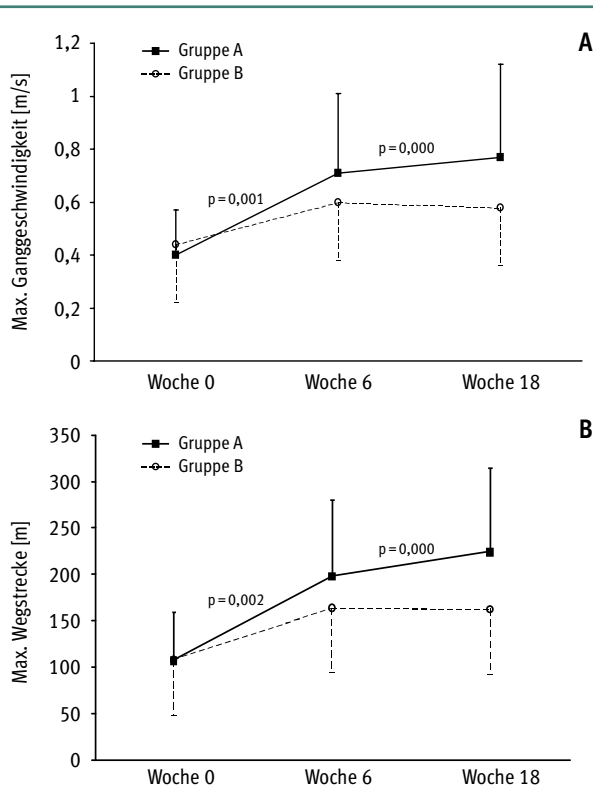 A
Gruppe A
Gruppe B
Max. Ganggeschwindigkeit [m/s]
1,2
1
0,8
0,6
0,4
0,2
0
p = 0,001
p = 0,000
Woche 0 Woche 6 Woche 18
B
Gruppe A
Gruppe B
Max. Wegstrecke [m]
350
300
250
200
150
100
50
0
p = 0,002
p = 0,000
Woche 0 Woche 6 Woche 18